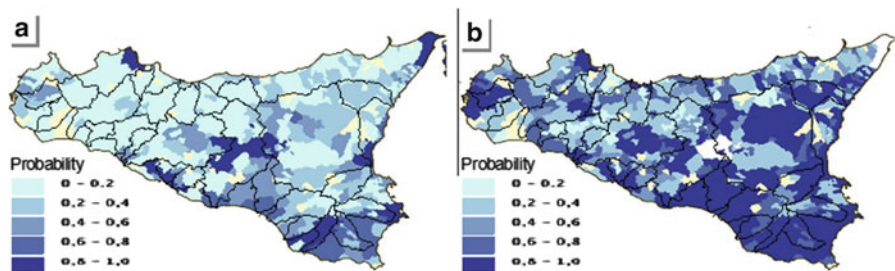 a
b
Probability
0 – 0.2
0.2 – 0.4
0.4 – 0.6
0.6 – 0.8
0.8 – 1.0
Probability
0 – 0.2
0.2 – 0.4
0.4 – 0.6
0.6 – 0.8
0.8 – 1.0